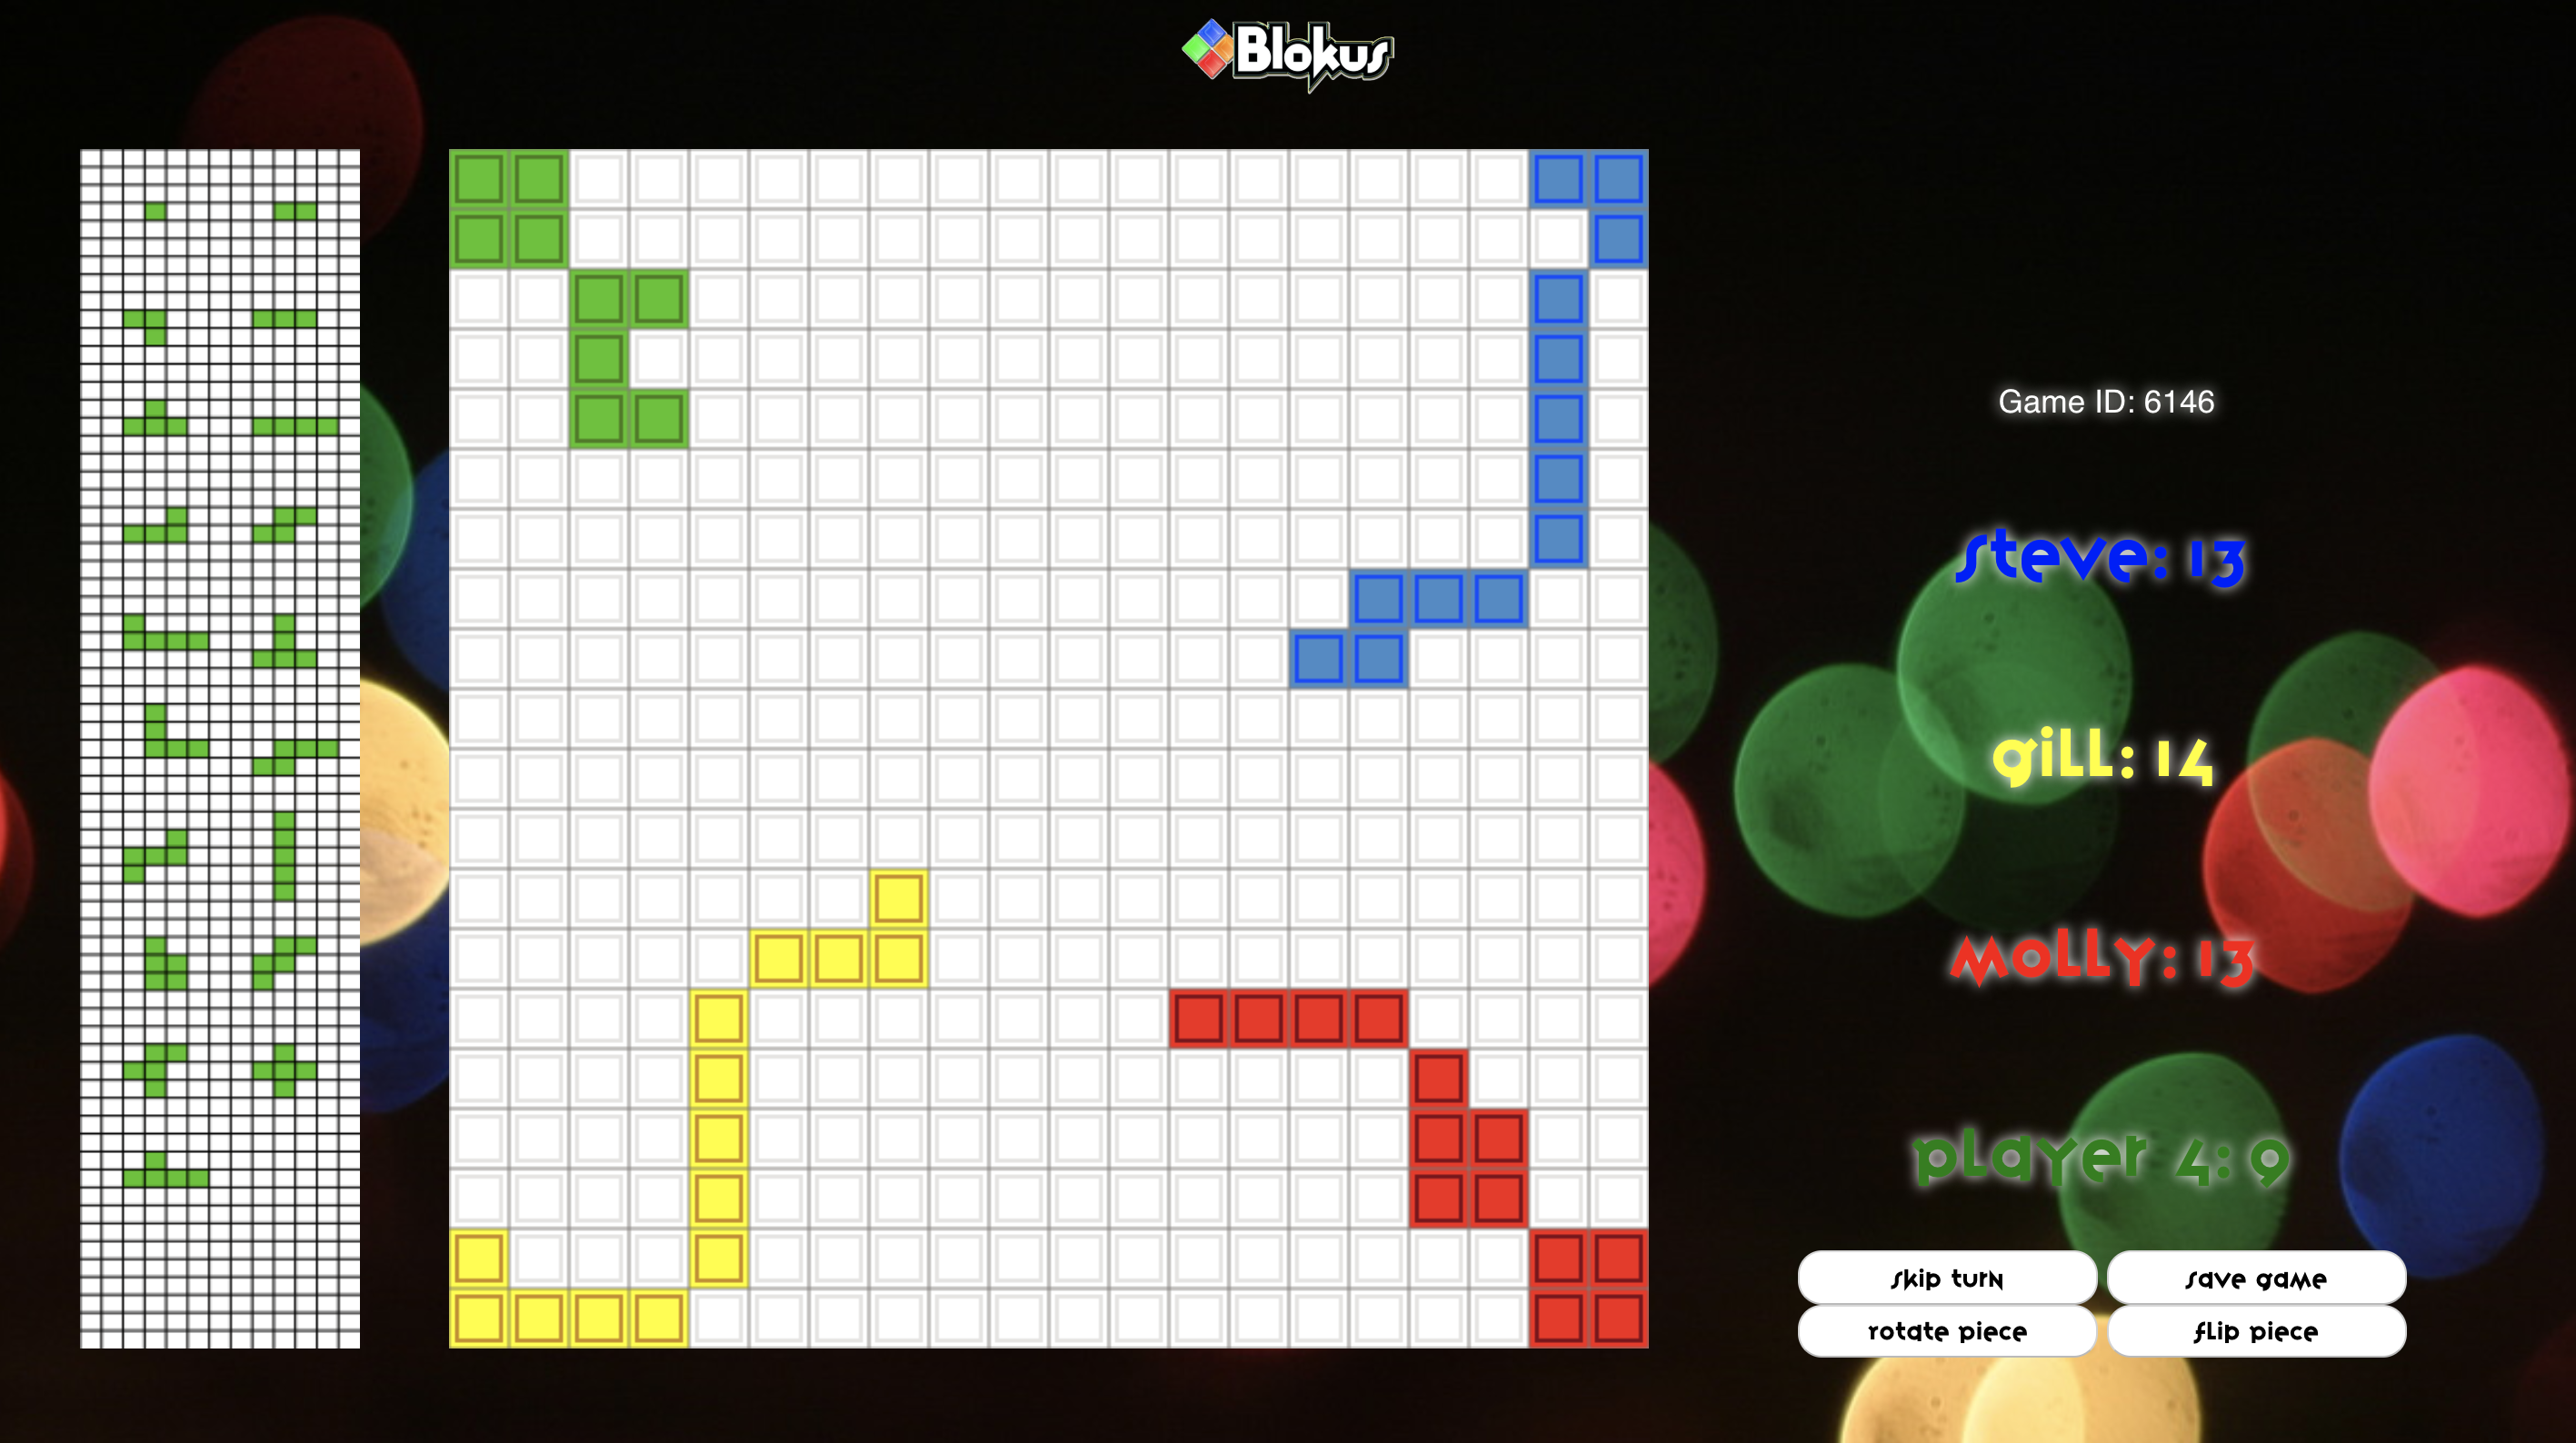 Blokus
Game ID: 6146
steve: 13
gill: 14
Molly: 13
player 4: 9
skip turn
save game
rotate piece
flip piece